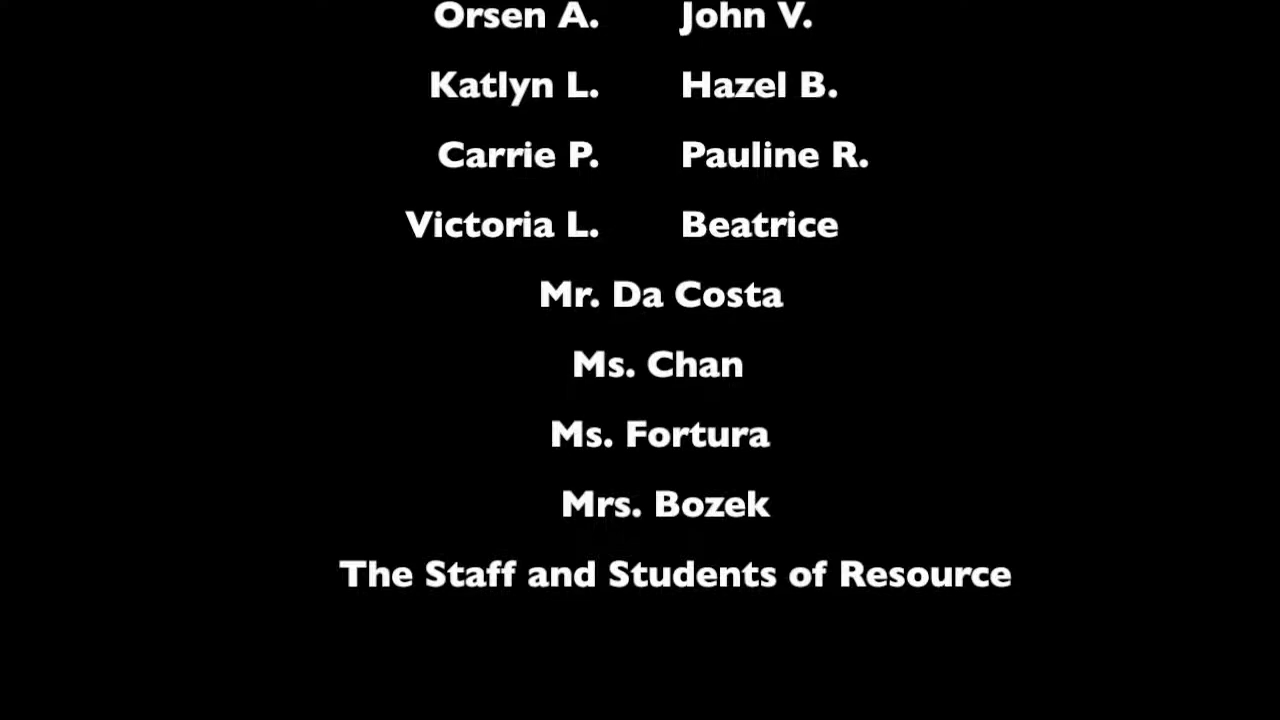 Orsen A. John V.
Katlyn L. Hazel B.
Carrie P. Pauline R.
Victoria L. Beatrice
Mr. Da Costa
Ms. Chan
Ms. Fortura
Mrs. Bozek
The Staff and Students of Resource